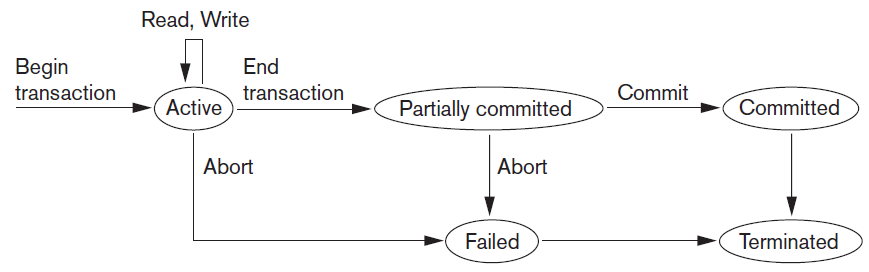 Read, Write
Begin
transaction
End
transaction
Active
Partially committed
Commit
Committed
Abort
Abort
Failed
Terminated